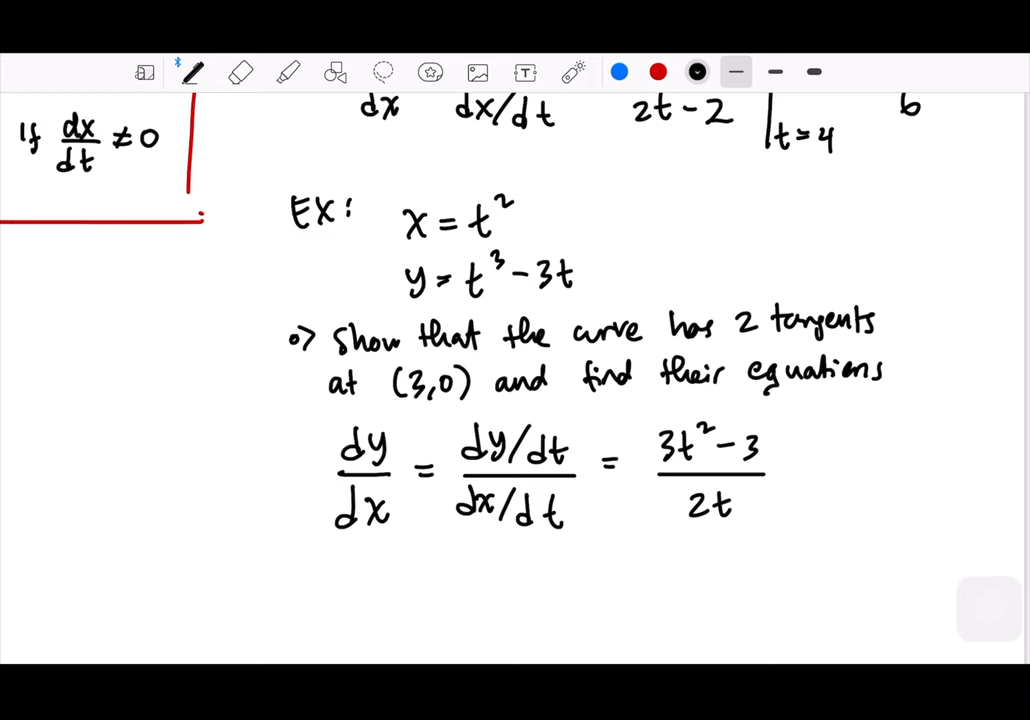 dx dx/dt 2t - 2 |t = 4 6
If dx/dt ≠ 0
EX: x = t²
y = t³ - 3t
Show that the curve has 2 tangents
at (3,0) and find their equations
dy/dx = (dy/dt)/(dx/dt) = (3t² - 3)/(2t)